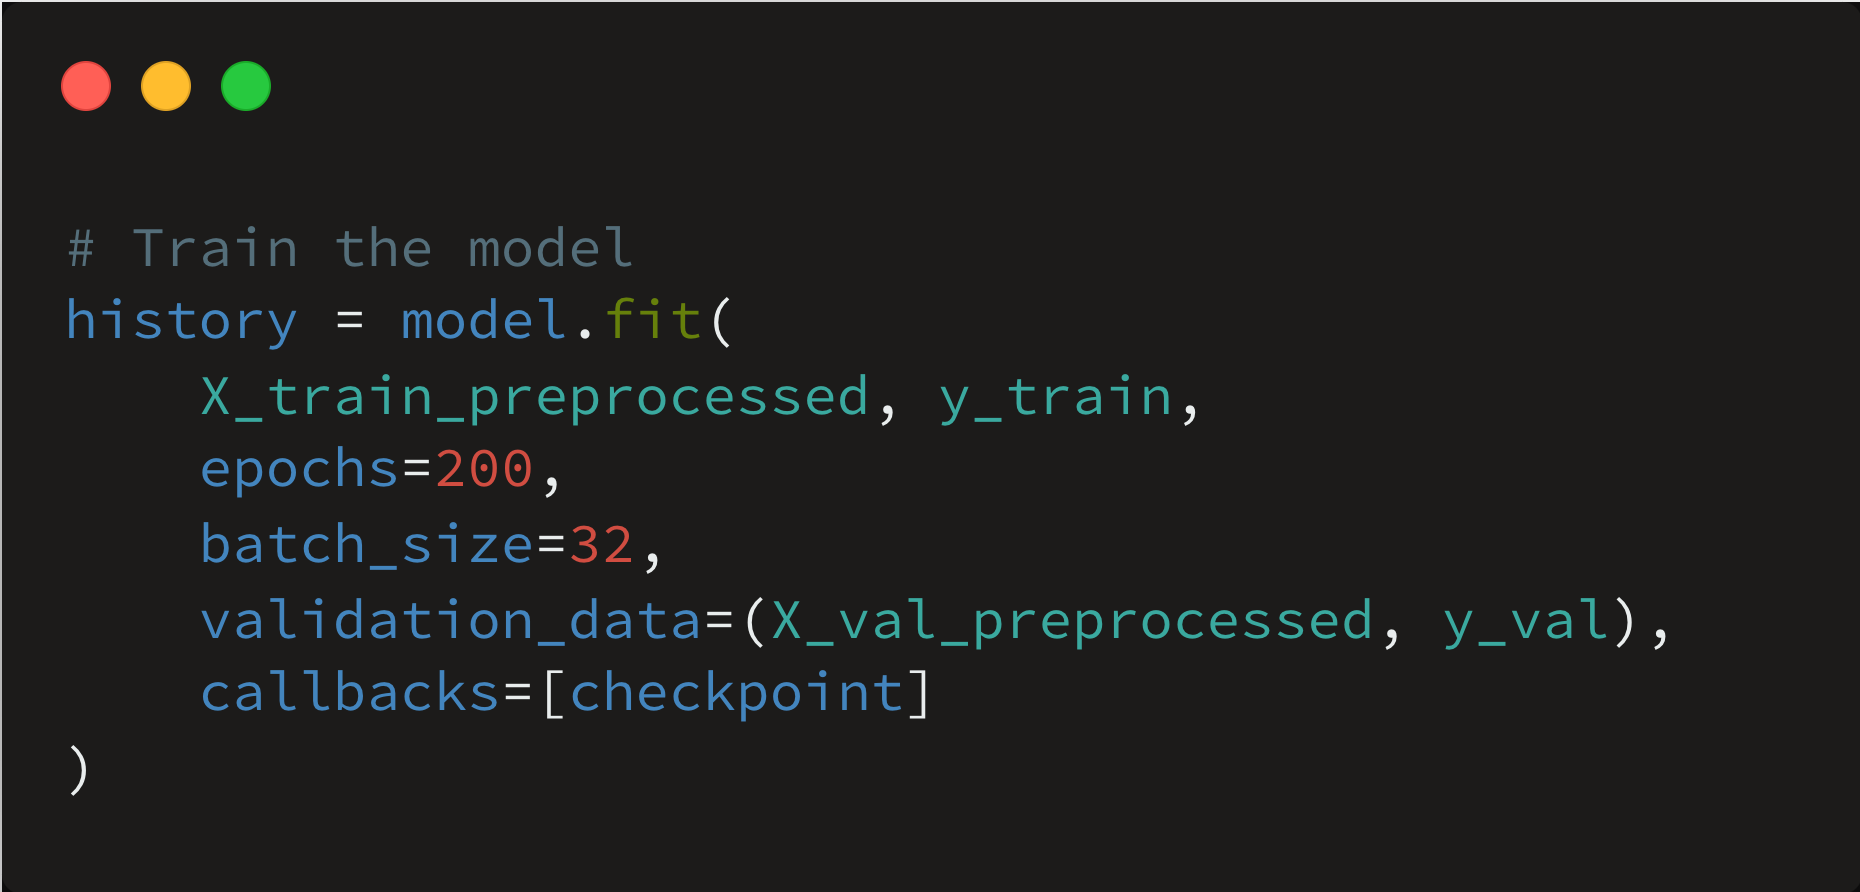 # Train the model
history = model.fit(
    X_train_preprocessed, y_train,
    epochs=200,
    batch_size=32,
    validation_data=(X_val_preprocessed, y_val),
    callbacks=[checkpoint]
)